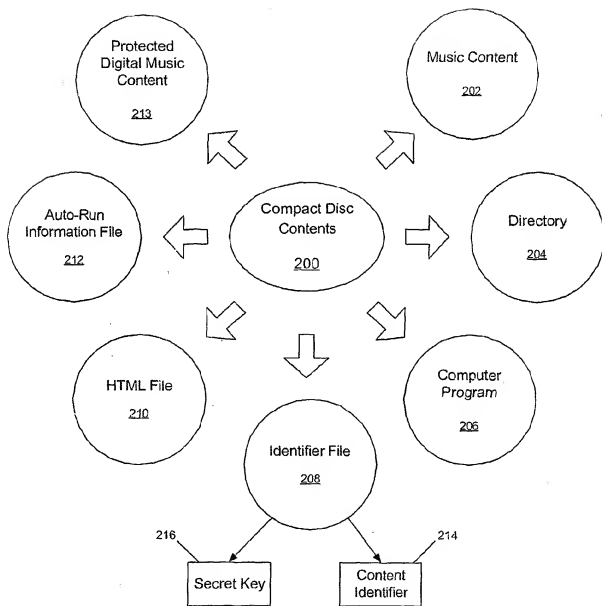 Protected
Digital Music
Content
213
Music Content
202
Auto-Run
Information File
212
Compact Disc
Contents
200
Directory
204
HTML File
210
Computer
Program
206
Identifier File
208
216
214
Secret Key
Content
Identifier